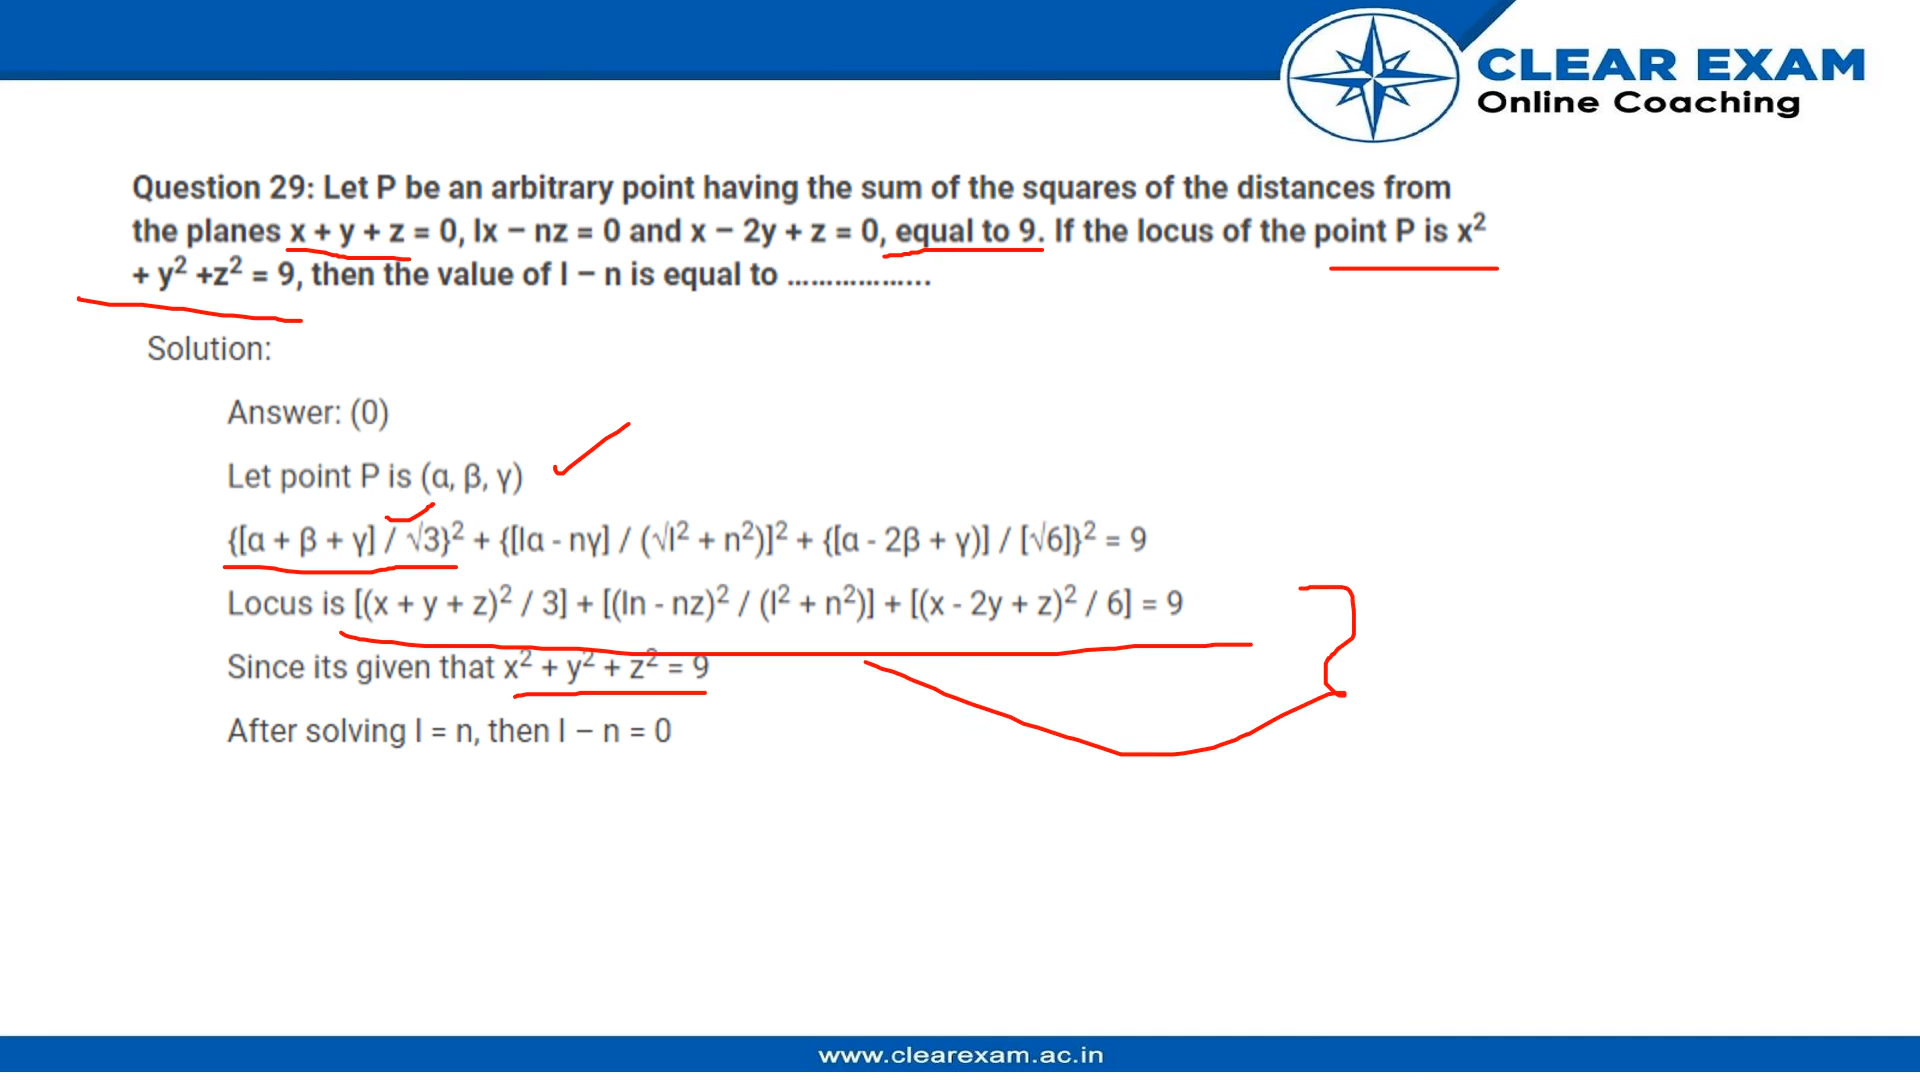 CLEAR EXAM
Online Coaching
Question 29: Let P be an arbitrary point having the sum of the squares of the distances from
the planes x + y + z = 0, lx − nz = 0 and x − 2y + z = 0, equal to 9. If the locus of the point P is x²
+ y² +z² = 9, then the value of l − n is equal to ………………
Solution:
Answer: (0)
Let point P is (α, β, γ)
{[α + β + γ] / √3}² + {[lα - nγ] / (√l² + n²)]² + {[α - 2β + γ)] / [√6]}² = 9
Locus is [(x + y + z)² / 3] + [(ln - nz)² / (l² + n²)] + [(x - 2y + z)² / 6] = 9
Since its given that x² + y² + z² = 9
After solving l = n, then l − n = 0
www.clearexam.ac.in